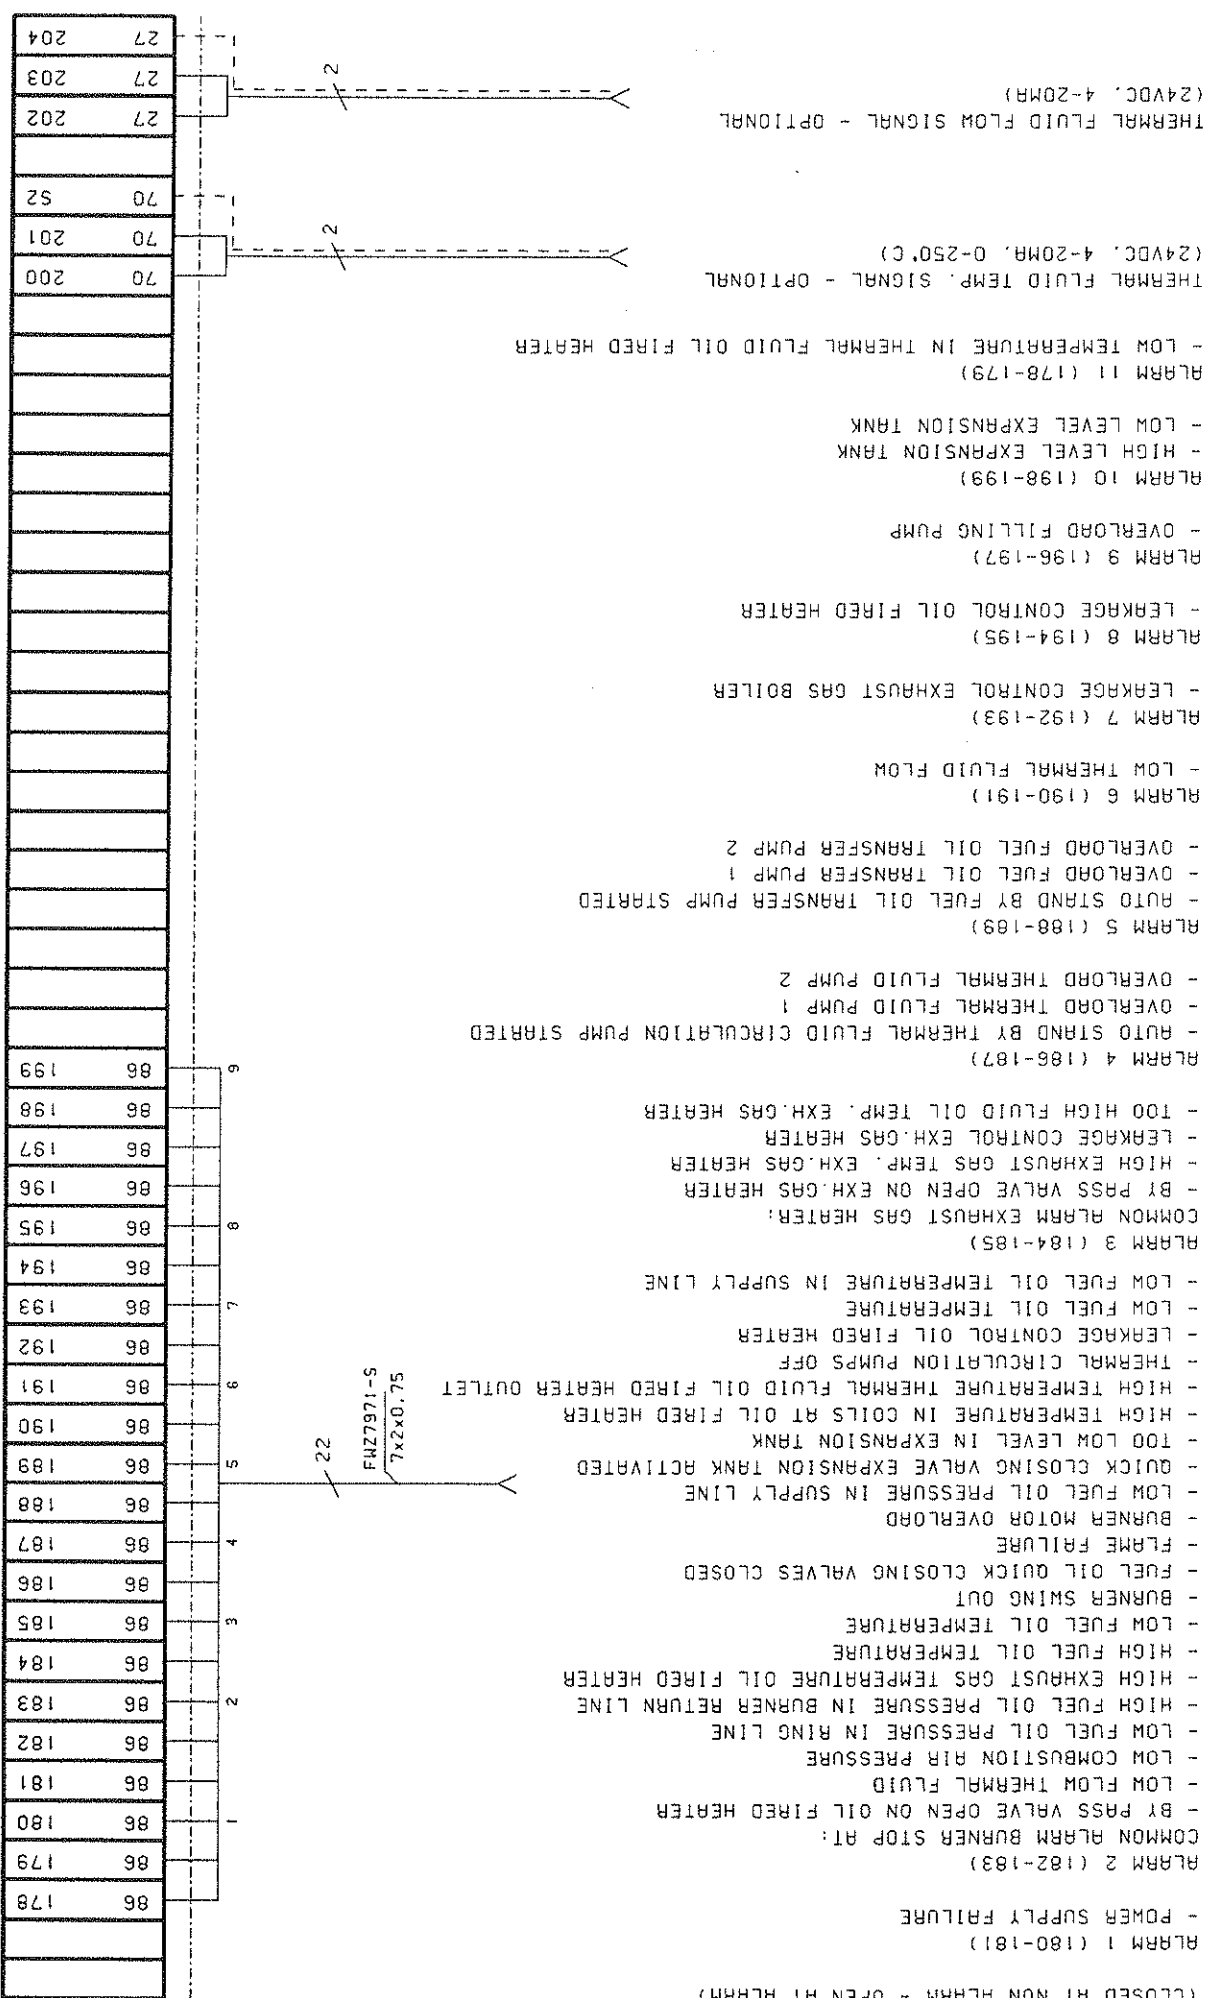 (CLOSED AT NON ALARM - OPEN AT ALARM)
ALARM 1 (180-181)
- POWER SUPPLY FAILURE
ALARM 2 (182-183)
COMMON ALARM BURNER STOP AT:
- BY PASS VALVE OPEN ON OIL FIRED HEATER
- LOW FLOW THERMAL FLUID
- LOW COMBUSTION AIR PRESSURE
- LOW FUEL OIL PRESSURE IN RING LINE
- HIGH FUEL OIL PRESSURE IN BURNER RETURN LINE
- HIGH EXHAUST GAS TEMPERATURE OIL FIRED HEATER
- HIGH FUEL OIL TEMPERATURE
- LOW FUEL OIL TEMPERATURE
- BURNER SWING OUT
- FUEL OIL QUICK CLOSING VALVES CLOSED
- FLAME FAILURE
- BURNER MOTOR OVERLOAD
- LOW FUEL OIL PRESSURE IN SUPPLY LINE
- QUICK CLOSING VALVE EXPANSION TANK ACTIVATED
- TOO LOW LEVEL IN EXPANSION TANK
- HIGH TEMPERATURE IN COILS AT OIL FIRED HEATER
- HIGH TEMPERATURE THERMAL FLUID OIL FIRED HEATER OUTLET
- THERMAL CIRCULATION PUMPS OFF
- LEAKAGE CONTROL OIL FIRED HEATER
- LOW FUEL OIL TEMPERATURE
- LOW FUEL OIL TEMPERATURE IN SUPPLY LINE
ALARM 3 (184-185)
COMMON ALARM EXHAUST GAS HEATER:
- BY PASS VALVE OPEN ON EXH.GAS HEATER
- HIGH EXHAUST GAS TEMP. EXH.GAS HEATER
- LEAKAGE CONTROL EXH.GAS HEATER
- TOO HIGH FLUID OIL TEMP. EXH.GAS HEATER
ALARM 4 (186-187)
- AUTO STAND BY THERMAL FLUID CIRCULATION PUMP STARTED
- OVERLOAD THERMAL FLUID PUMP 1
- OVERLOAD THERMAL FLUID PUMP 2
ALARM 5 (188-189)
- AUTO STAND BY FUEL OIL TRANSFER PUMP STARTED
- OVERLOAD FUEL OIL TRANSFER PUMP 1
- OVERLOAD FUEL OIL TRANSFER PUMP 2
ALARM 6 (190-191)
- LOW THERMAL FLUID FLOW
ALARM 7 (192-193)
- LEAKAGE CONTROL EXHAUST GAS BOILER
ALARM 8 (194-195)
- LEAKAGE CONTROL OIL FIRED HEATER
ALARM 9 (196-197)
- OVERLOAD FILLING PUMP
ALARM 10 (198-199)
- HIGH LEVEL EXPANSION TANK
- LOW LEVEL EXPANSION TANK
ALARM 11 (178-179)
- LOW TEMPERATURE IN THERMAL FLUID OIL FIRED HEATER
THERMAL FLUID TEMP. SIGNAL - OPTIONAL
(24VDC, 4-20MA, 0-250°C)
THERMAL FLUID FLOW SIGNAL - OPTIONAL
(24VDC, 4-20MA)
22
FWZ7971-S
7x2x0.75
2
2
1
2
3
4
5
6
7
8
9
86 178
86 179
86 180
86 181
86 182
86 183
86 184
86 185
86 186
86 187
86 188
86 189
86 190
86 191
86 192
86 193
86 194
86 195
86 196
86 197
86 198
86 199
70 200
70 201
70 S2
27 202
27 203
27 204